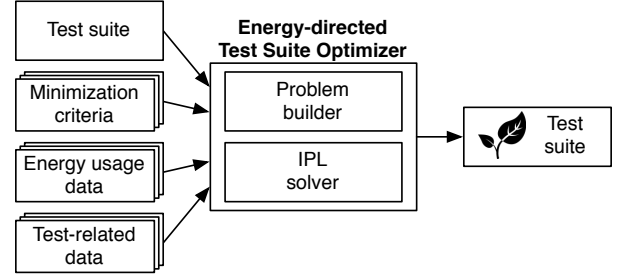 Energy-directed
Test Suite Optimizer
Test suite
Minimization
criteria
Energy usage
data
Test-related
data
Problem
builder
IPL
solver
Test
suite